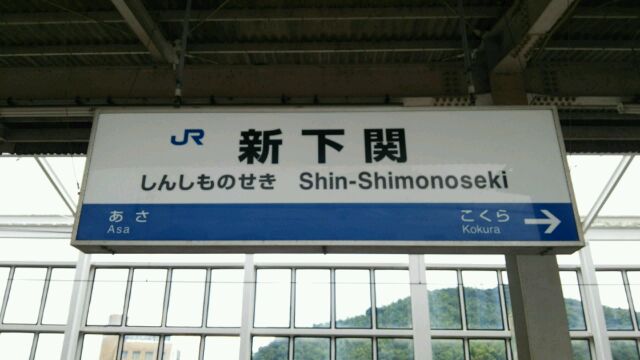 JR 新下関
しんしものせき Shin-Shimonoseki
あさ こくら
Asa Kokura